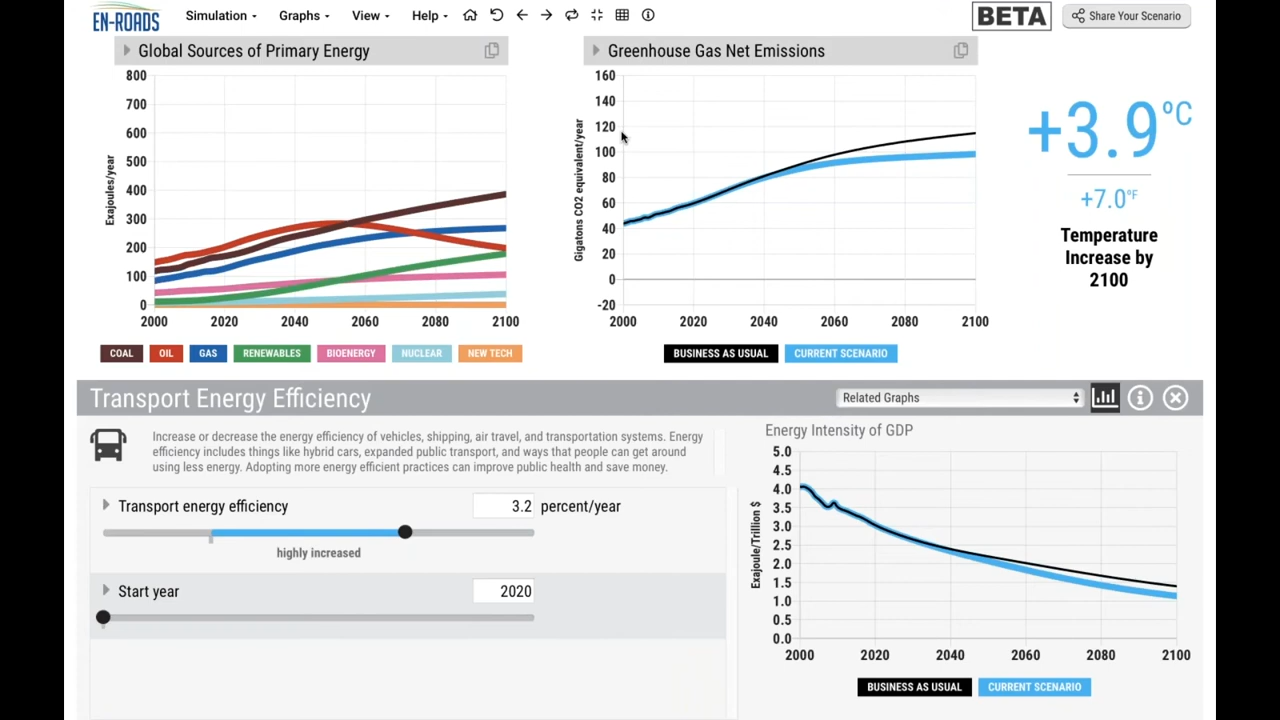 EN-ROADS
Simulation Graphs View Help
BETA
Share Your Scenario
Global Sources of Primary Energy
800
700
600
500
400
300
200
100
0
Exajoules/year
2000 2020 2040 2060 2080 2100
COAL OIL GAS RENEWABLES BIOENERGY NUCLEAR NEW TECH
Greenhouse Gas Net Emissions
160
140
120
100
80
60
40
20
0
-20
Gigatons CO2 equivalent/year
2000 2020 2040 2060 2080 2100
BUSINESS AS USUAL CURRENT SCENARIO
+3.9°C
+7.0°F
Temperature
Increase by
2100
Transport Energy Efficiency
Related Graphs
Increase or decrease the energy efficiency of vehicles, shipping, air travel, and transportation systems. Energy
efficiency includes things like hybrid cars, expanded public transport, and ways that people can get around
using less energy. Adopting more energy efficient practices can improve public health and save money.
Transport energy efficiency 3.2 percent/year
highly increased
Start year 2020
Energy Intensity of GDP
5.0
4.5
4.0
3.5
3.0
2.5
2.0
1.5
1.0
0.5
0.0
Exajoule/Trillion $
2000 2020 2040 2060 2080 2100
BUSINESS AS USUAL CURRENT SCENARIO